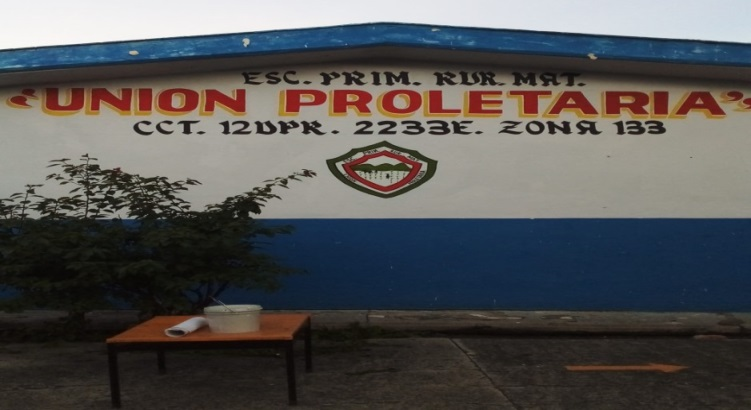 ESC. PRIM. RUR. MAT.
"UNION PROLETARIA"
CCT. 12DPR. 2233E. ZONA 133